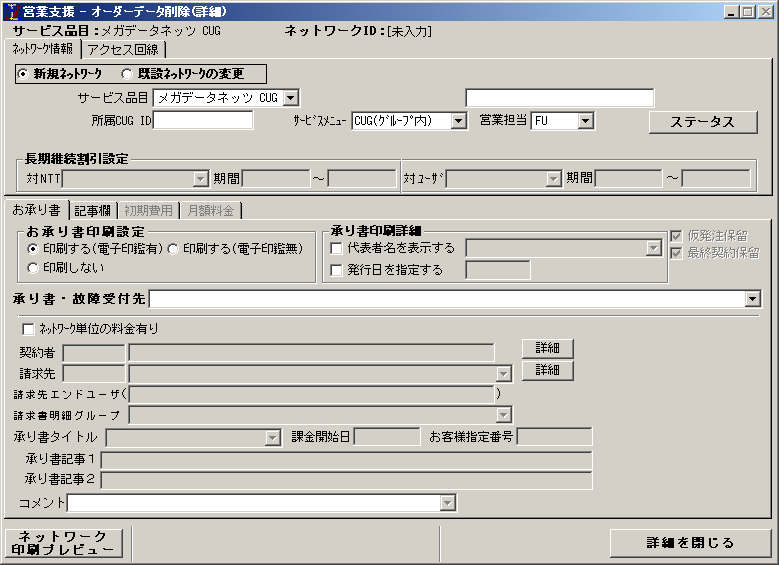 営業支援 - オーダーデータ削除(詳細)
サービス品目：メガデータネッツ CUG ネットワークID：[未入力]
ﾈｯﾄﾜｰｸ情報 アクセス回線
新規ﾈｯﾄﾜｰｸ 既設ﾈｯﾄﾜｰｸの変更
サービス品目 メガデータネッツ CUG
所属CUG ID ｻｰﾋﾞｽﾒﾆｭｰ CUG(ｸﾞﾙｰﾌﾟ内) 営業担当 FU ステータス
長期継続割引設定
対NTT 期間 ～ 対ﾕｰｻﾞ 期間 ～
お承り書 記事欄 初期費用 月額料金
お承り書印刷設定 承り書印刷詳細
印刷する(電子印鑑有) 印刷する(電子印鑑無) 代表者名を表示する 仮発注保留
印刷しない 発行日を指定する 最終契約保留
承り書・故障受付先
ﾈｯﾄﾜｰｸ単位の料金有り
契約者 詳細
請求先 詳細
請求先エンドユーザ( )
請求書明細グループ
承り書タイトル 課金開始日 お客様指定番号
承り書記事１
承り書記事２
コメント
ネットワーク
印刷プレビュー 詳細を閉じる